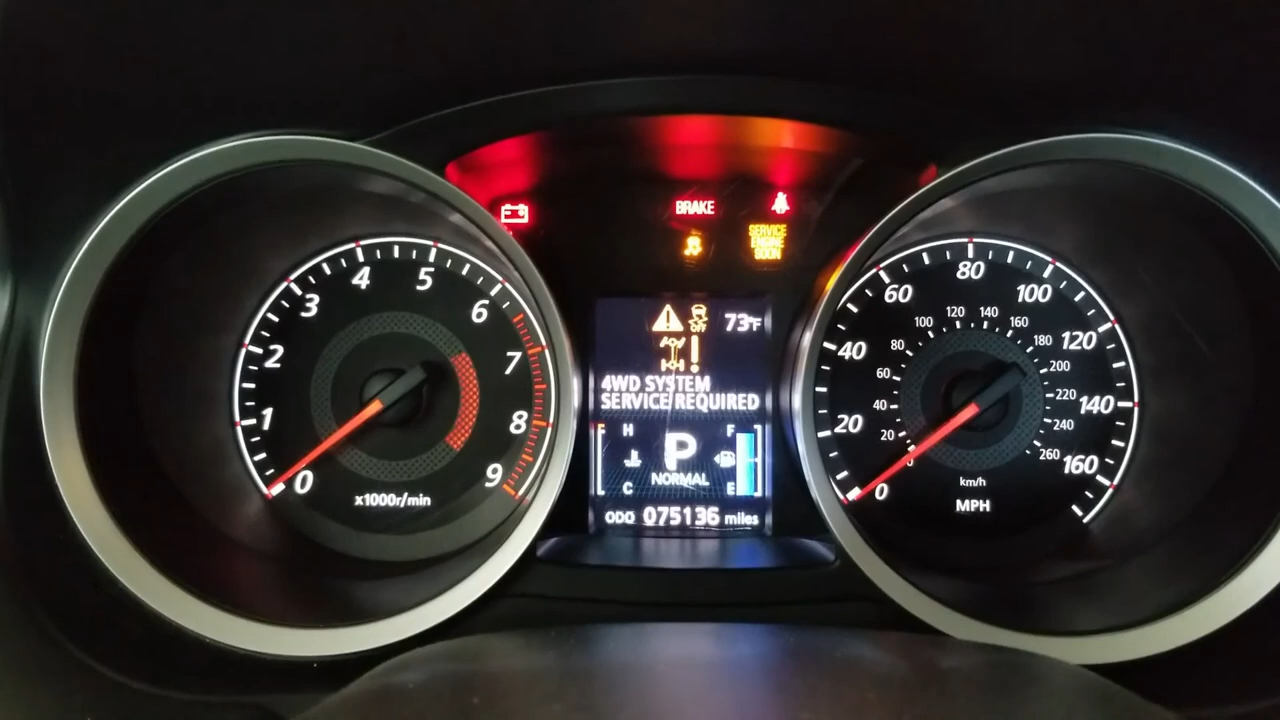 BRAKE
SERVICE
ENGINE
SOON
OFF
73°F
4WD SYSTEM
SERVICE REQUIRED
H
F
P
NORMAL
C
E
ODO 075136 miles
0
1
2
3
4
5
6
7
8
9
x1000r/min
0
20
40
60
80
100
120
140
160
0
20
40
60
80
100
120
140
160
180
200
220
240
260
km/h
MPH